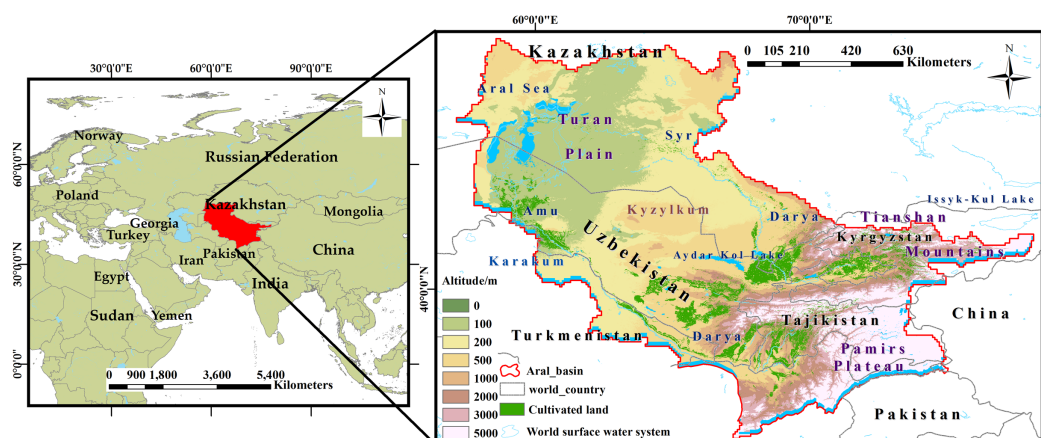 30°0'0"E 60°0'0"E 90°0'0"E
60°0'0"N
30°0'0"N
0°0'0"
N
Norway
Russian Federation
Poland
Kazakhstan
Georgia
Mongolia
Turkey
China
Iran
Pakistan
Egypt
India
Sudan
Yemen
0 900 1,800 3,600 5,400
Kilometers
60°0'0"E 70°0'0"E
40°0'0"N
Kazakhstan
0 105 210 420 630
Kilometers
N
Aral Sea
Turan
Syr
Plain
Issyk-Kul Lake
Amu
Kyzylkum
Darya
Tianshan
Kyrgyzstan
Uzbekistan
Mountains
Karakum
Aydar Kol Lake
China
Tajikistan
Turkmenistan
Darya
Pamirs
Plateau
Pakistan
Altitude/m
0
100
200
500
1000
2000
3000
5000
Aral_basin
world_country
Cultivated land
World surface water system